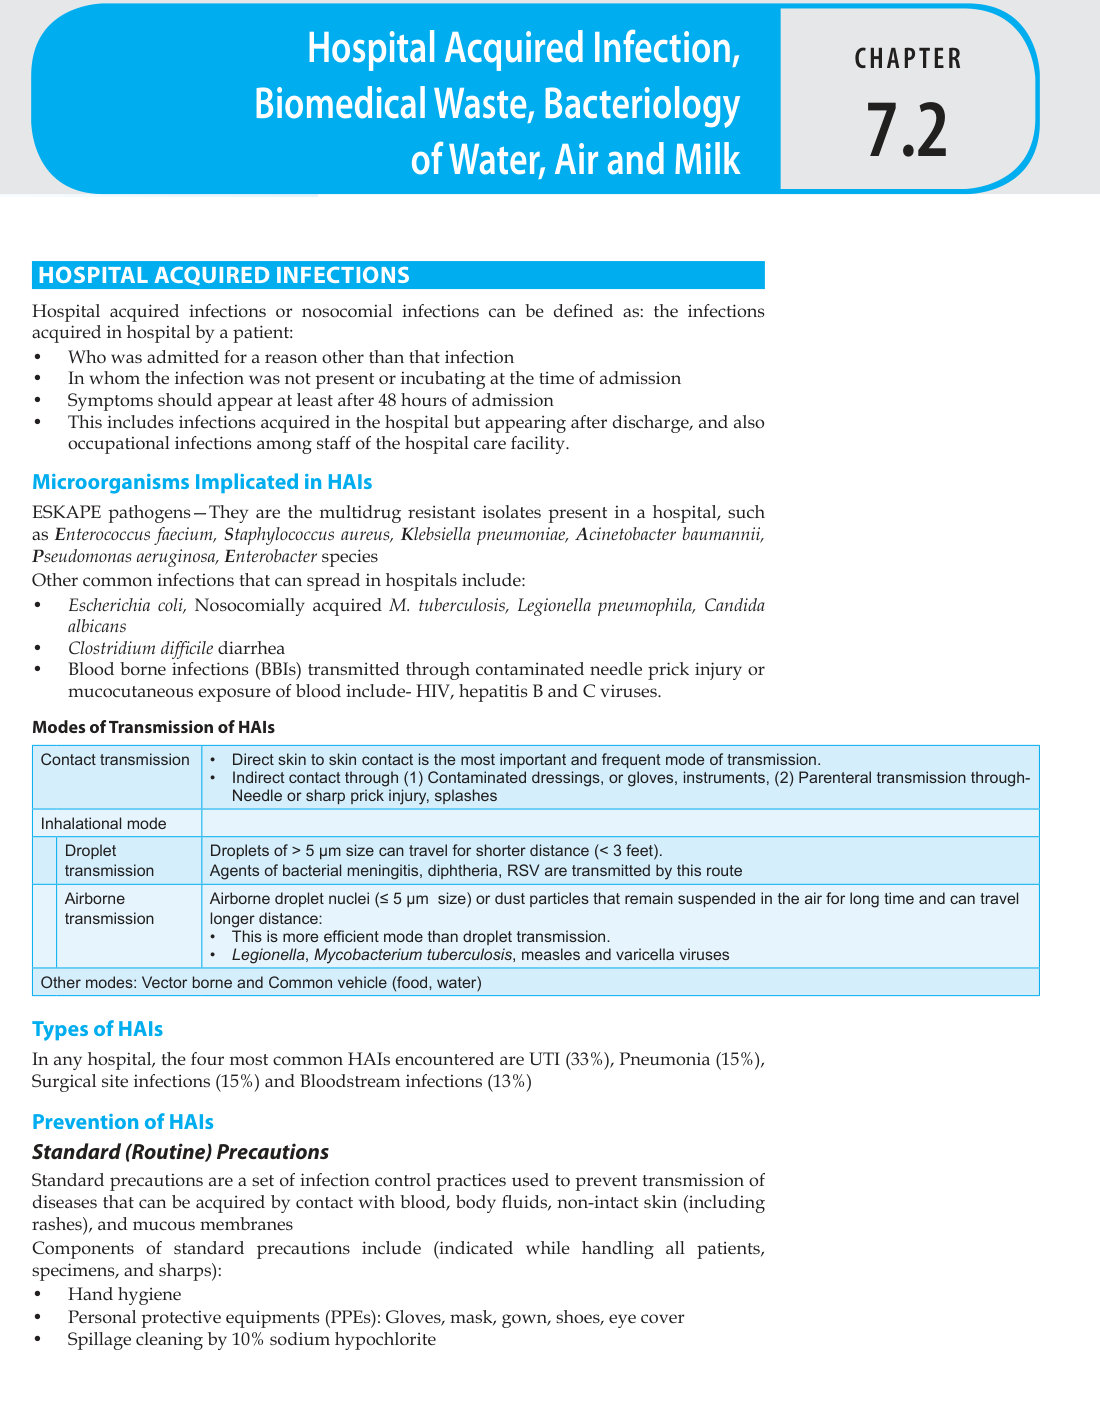 Hospital Acquired Infection,
Biomedical Waste, Bacteriology
of Water, Air and Milk
CHAPTER
7.2
HOSPITAL ACQUIRED INFECTIONS
Hospital acquired infections or nosocomial infections can be defined as: the infections
acquired in hospital by a patient:
• Who was admitted for a reason other than that infection
• In whom the infection was not present or incubating at the time of admission
• Symptoms should appear at least after 48 hours of admission
• This includes infections acquired in the hospital but appearing after discharge, and also
occupational infections among staff of the hospital care facility.
Microorganisms Implicated in HAIs
ESKAPE pathogens—They are the multidrug resistant isolates present in a hospital, such
as Enterococcus faecium, Staphylococcus aureus, Klebsiella pneumoniae, Acinetobacter baumannii,
Pseudomonas aeruginosa, Enterobacter species
Other common infections that can spread in hospitals include:
• Escherichia coli, Nosocomially acquired M. tuberculosis, Legionella pneumophila, Candida
albicans
• Clostridium difficile diarrhea
• Blood borne infections (BBIs) transmitted through contaminated needle prick injury or
mucocutaneous exposure of blood include- HIV, hepatitis B and C viruses.
Modes of Transmission of HAIs
Contact transmission
• Direct skin to skin contact is the most important and frequent mode of transmission.
• Indirect contact through (1) Contaminated dressings, or gloves, instruments, (2) Parenteral transmission through-
Needle or sharp prick injury, splashes
Inhalational mode
Droplet
transmission
Droplets of > 5 µm size can travel for shorter distance (< 3 feet).
Agents of bacterial meningitis, diphtheria, RSV are transmitted by this route
Airborne
transmission
Airborne droplet nuclei (≤ 5 µm size) or dust particles that remain suspended in the air for long time and can travel
longer distance:
• This is more efficient mode than droplet transmission.
• Legionella, Mycobacterium tuberculosis, measles and varicella viruses
Other modes: Vector borne and Common vehicle (food, water)
Types of HAIs
In any hospital, the four most common HAIs encountered are UTI (33%), Pneumonia (15%),
Surgical site infections (15%) and Bloodstream infections (13%)
Prevention of HAIs
Standard (Routine) Precautions
Standard precautions are a set of infection control practices used to prevent transmission of
diseases that can be acquired by contact with blood, body fluids, non-intact skin (including
rashes), and mucous membranes
Components of standard precautions include (indicated while handling all patients,
specimens, and sharps):
• Hand hygiene
• Personal protective equipments (PPEs): Gloves, mask, gown, shoes, eye cover
• Spillage cleaning by 10% sodium hypochlorite